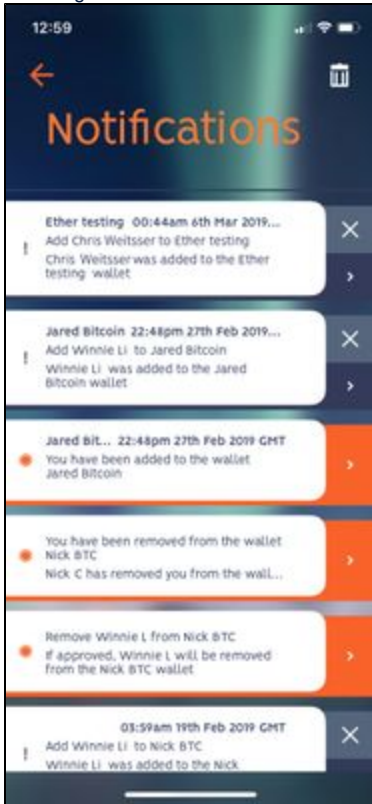 12:59
Notifications
Ether testing 00:44am 6th Mar 2019...
Add Chris Weitsser to Ether testing
Chris Weitsser was added to the Ether
testing wallet
Jared Bitcoin 22:48pm 27th Feb 2019...
Add Winnie Li to Jared Bitcoin
Winnie Li was added to the Jared
Bitcoin wallet
Jared Bit... 22:48pm 27th Feb 2019 GMT
You have been added to the wallet
Jared Bitcoin
You have been removed from the wallet
Nick BTC
Nick C has removed you from the wall...
Remove Winnie L from Nick BTC
If approved, Winnie L will be removed
from the Nick BTC wallet
03:59am 19th Feb 2019 GMT
Add Winnie Li to Nick BTC
Winnie Li was added to the Nick